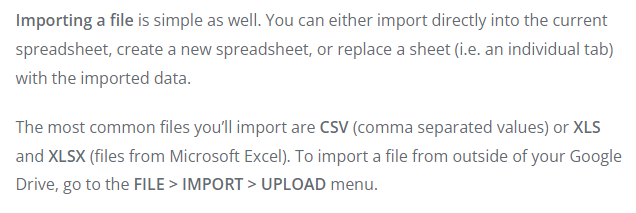 Importing a file is simple as well. You can either import directly into the current
spreadsheet, create a new spreadsheet, or replace a sheet (i.e. an individual tab)
with the imported data.
The most common files you’ll import are CSV (comma separated values) or XLS
and XLSX (files from Microsoft Excel). To import a file from outside of your Google
Drive, go to the FILE > IMPORT > UPLOAD menu.